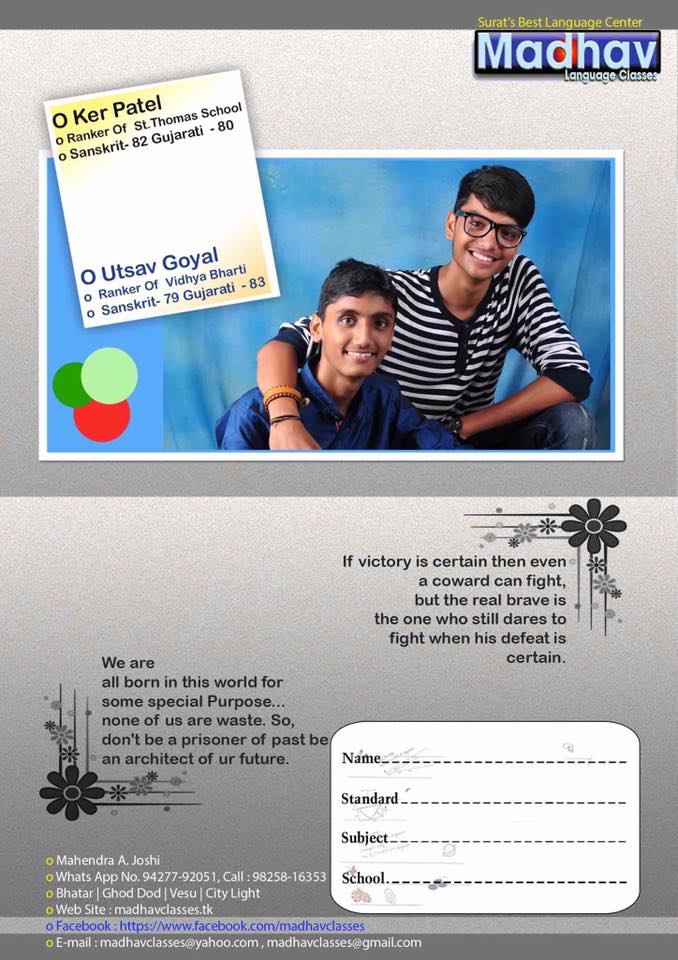 Surat's Best Language Center
Madhav
Language Classes
O Ker Patel
o Ranker Of St.Thomas School
o Sanskrit- 82 Gujarati - 80
O Utsav Goyal
o Ranker Of Vidhya Bharti
o Sanskrit- 79 Gujarati - 83
If victory is certain then even
a coward can fight,
but the real brave is
the one who still dares to
fight when his defeat is
certain.
We are
all born in this world for
some special Purpose...
none of us are waste. So,
don't be a prisoner of past be
an architect of ur future.
Name
Standard
Subject
School
o Mahendra A. Joshi
o Whats App No. 94277-92051, Call : 98258-16353
o Bhatar | Ghod Dod | Vesu | City Light
o Web Site : madhavclasses.tk
o Facebook : https://www.facebook.com/madhavclasses
o E-mail : madhavclasses@yahoo.com , madhavclasses@gmail.com